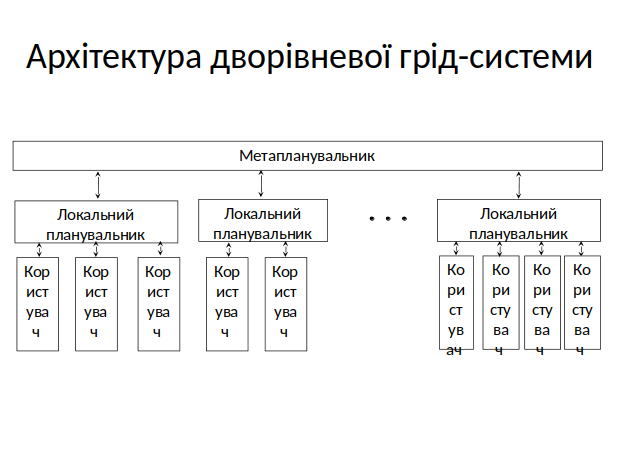 Архітектура дворівневої грід-системи
Метапланувальник
Локальний
планувальник
Локальний
планувальник
. . .
Локальний
планувальник
Кор
ист
ува
ч
Кор
ист
ува
ч
Кор
ист
ува
ч
Кор
ист
ува
ч
Кор
ист
ува
ч
Ко
ри
ст
ув
ач
Ко
ри
сту
ва
ч
Ко
ри
сту
ва
ч
Ко
ри
сту
ва
ч